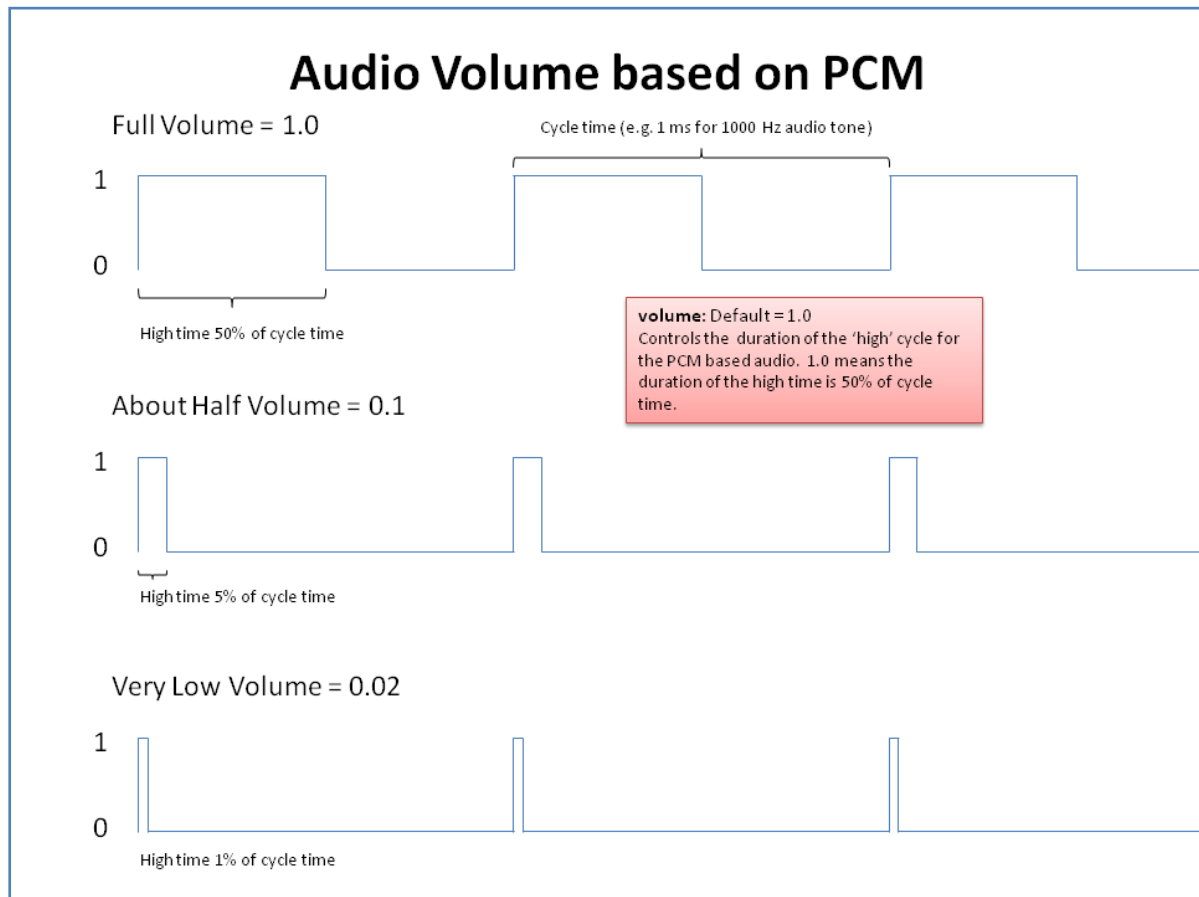 Audio Volume based on PCM
Full Volume = 1.0
Cycle time (e.g. 1 ms for 1000 Hz audio tone)
1
0
High time 50% of cycle time
volume: Default = 1.0
Controls the duration of the ‘high’ cycle for
the PCM based audio. 1.0 means the
duration of the high time is 50% of cycle
time.
About Half Volume = 0.1
1
0
High time 5% of cycle time
Very Low Volume = 0.02
1
0
High time 1% of cycle time